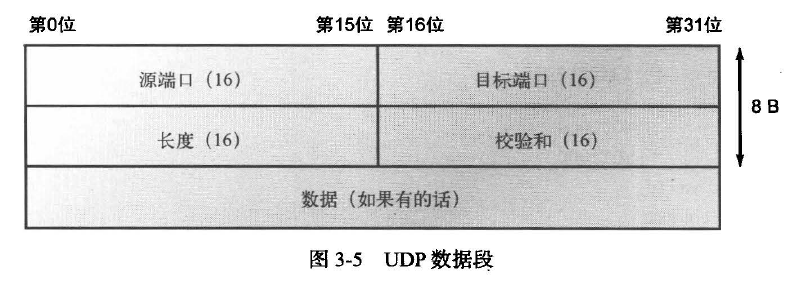 第0位 第15位 第16位 第31位
源端口（16） 目标端口（16）
8 B
长度（16） 校验和（16）
数据（如果有的话）
图 3-5 UDP 数据段